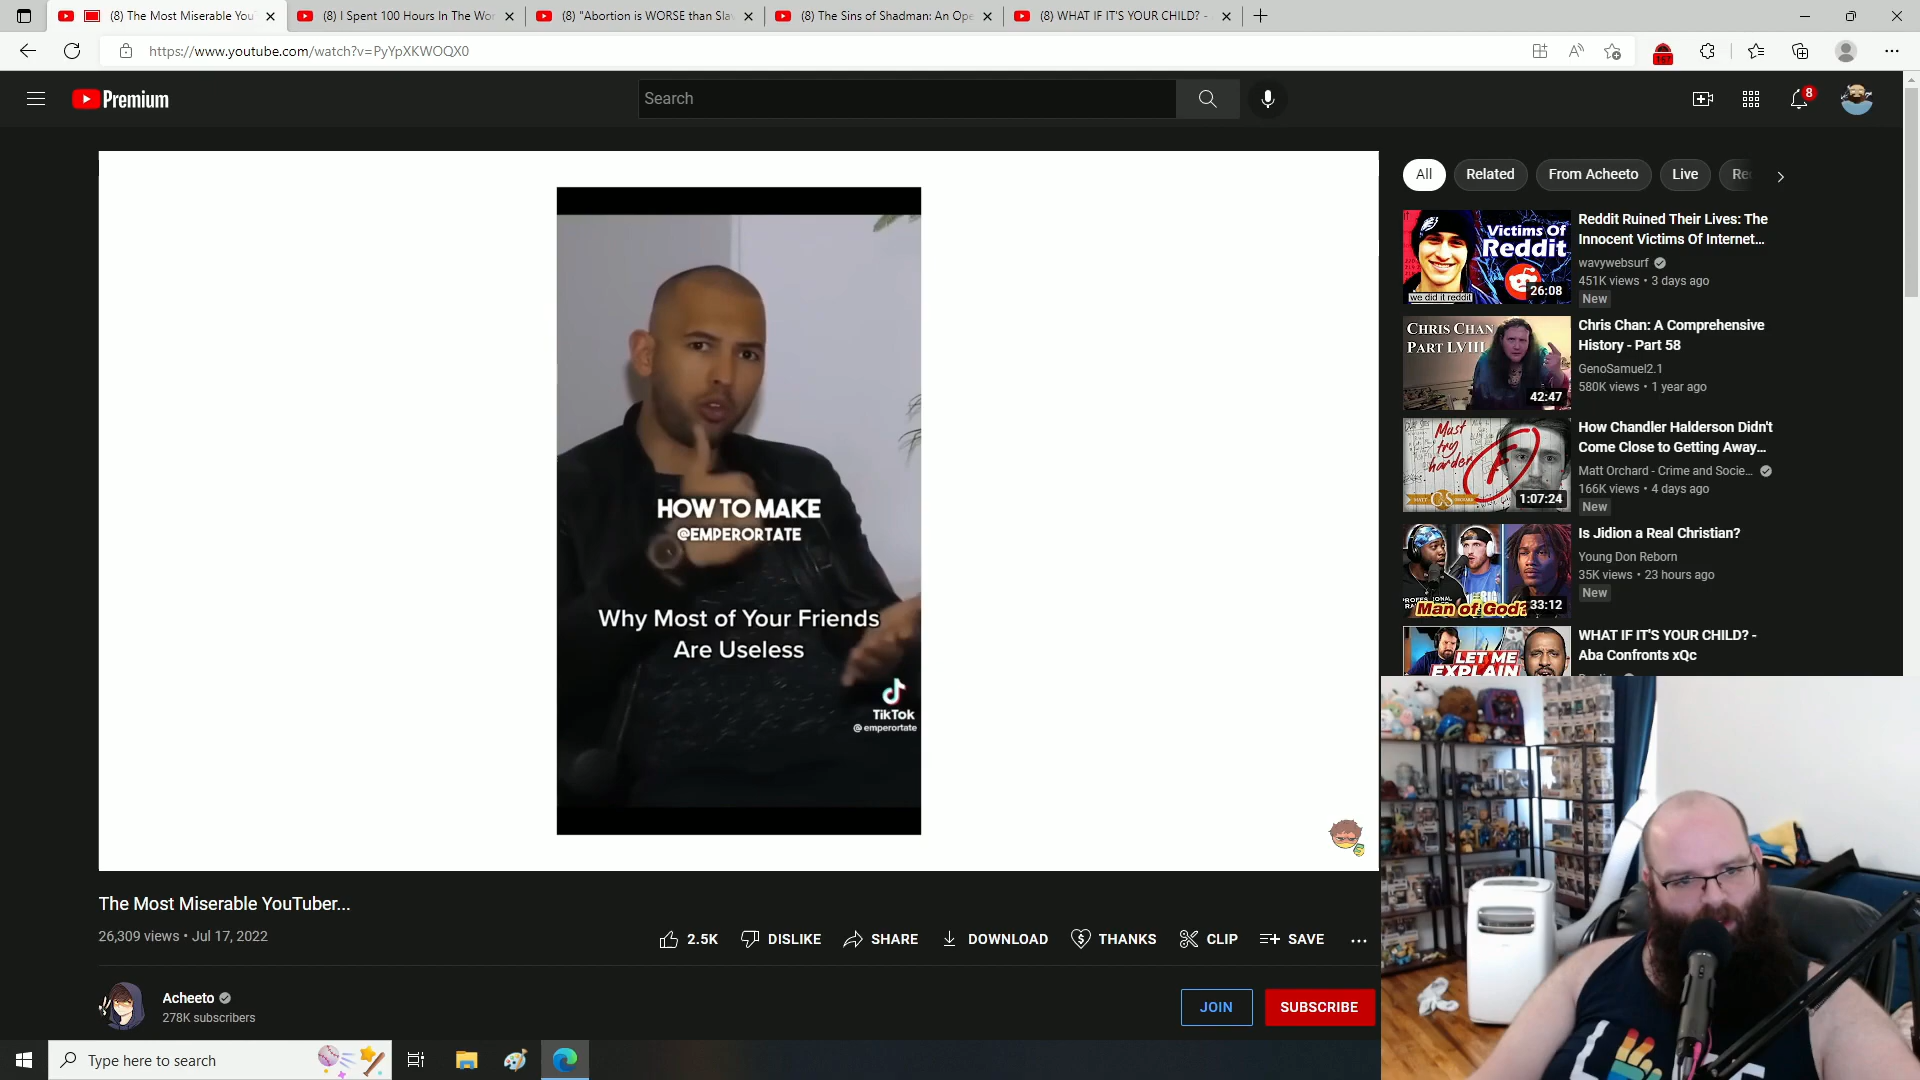 (8) The Most Miserable You
(8) I Spent 100 Hours In The Wor
(8) "Abortion is WORSE than Slav
(8) The Sins of Shadman: An Ope
(8) WHAT IF IT'S YOUR CHILD? -
https://www.youtube.com/watch?v=PyYpXKWOQX0
167
Premium
Search
8
HOW TO MAKE
@EMPERORTATE
Why Most of Your Friends
Are Useless
TikTok
@emperortate
All
Related
From Acheeto
Live
Victims Of
Reddit
we did it reddit
26:08
Reddit Ruined Their Lives: The
Innocent Victims Of Internet...
wavywebsurf
451K views • 3 days ago
New
CHRIS CHAN
PART LVIII
42:47
Chris Chan: A Comprehensive
History - Part 58
GenoSamuel2.1
580K views • 1 year ago
Must
try
harder
F
1:07:24
How Chandler Halderson Didn't
Come Close to Getting Away...
Matt Orchard - Crime and Socie...
166K views • 4 days ago
New
Man of God?
33:12
Is Jidion a Real Christian?
Young Don Reborn
35K views • 23 hours ago
New
LET ME
EXPLAIN
WHAT IF IT'S YOUR CHILD? -
Aba Confronts xQc
The Most Miserable YouTuber...
26,309 views • Jul 17, 2022
2.5K
DISLIKE
SHARE
DOWNLOAD
THANKS
CLIP
SAVE
Acheeto
278K subscribers
JOIN
SUBSCRIBE
Type here to search